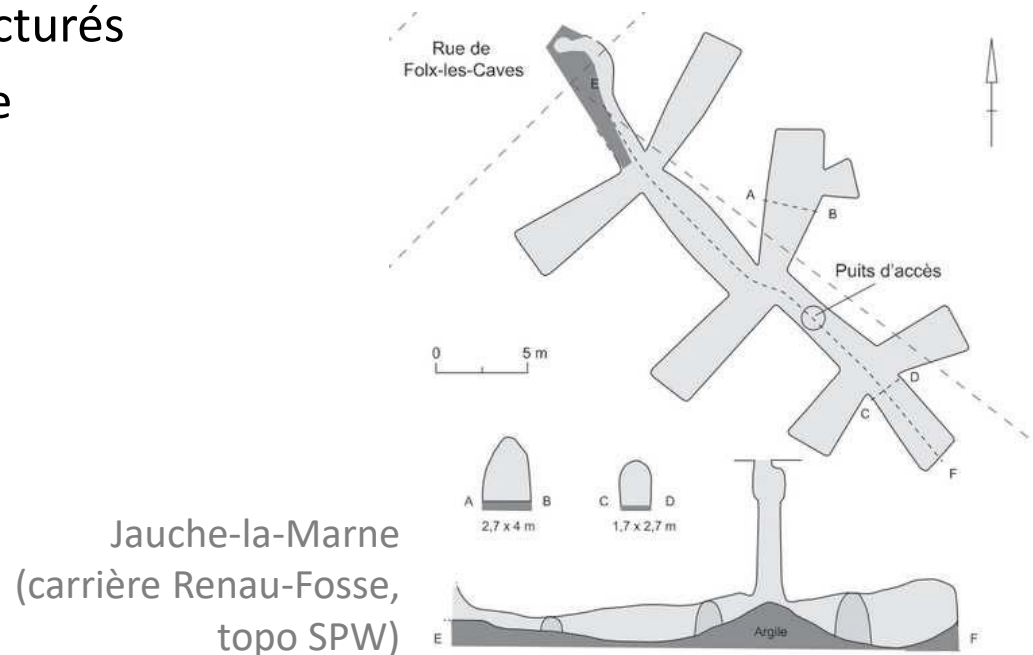 cturés
e
Rue de
Folx-les-Caves
E
A
B
Puits d'accès
0 5 m
D
C
F
A B
2,7 x 4 m
C D
1,7 x 2,7 m
Jauche-la-Marne
(carrière Renau-Fosse,
topo SPW)
E
Argile
F